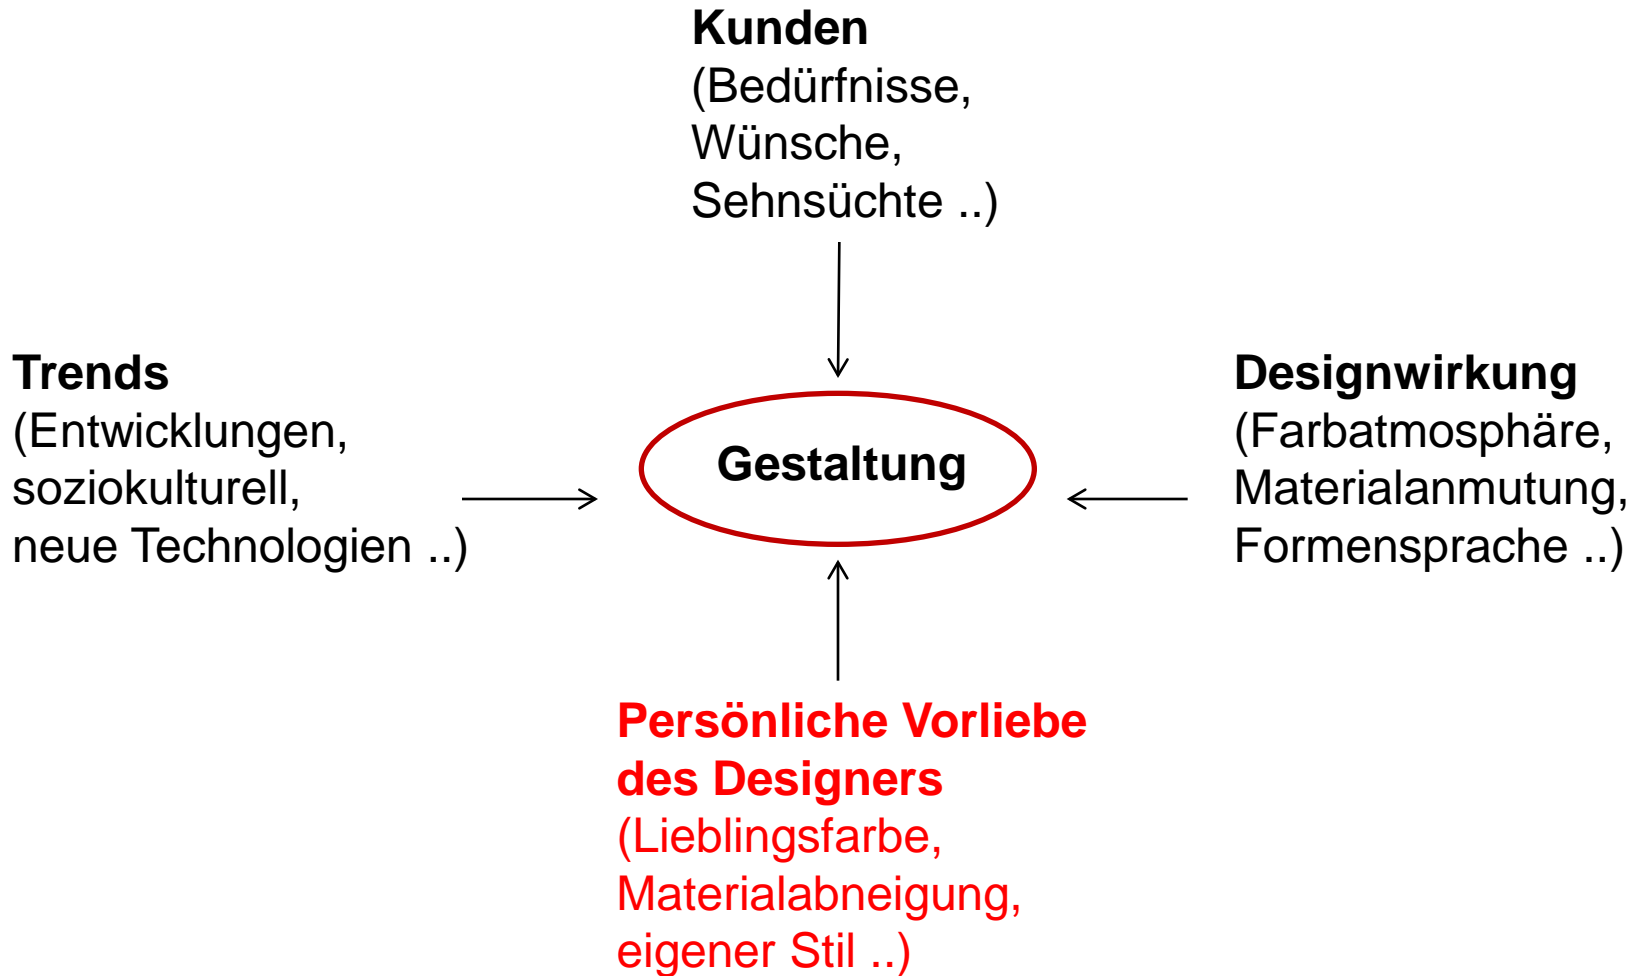 Kunden
(Bedürfnisse,
Wünsche,
Sehnsüchte ..)
Trends
(Entwicklungen,
soziokulturell,
neue Technologien ..)
Gestaltung
Designwirkung
(Farbatmosphäre,
Materialanmutung,
Formensprache ..)
Persönliche Vorliebe
des Designers
(Lieblingsfarbe,
Materialabneigung,
eigener Stil ..)